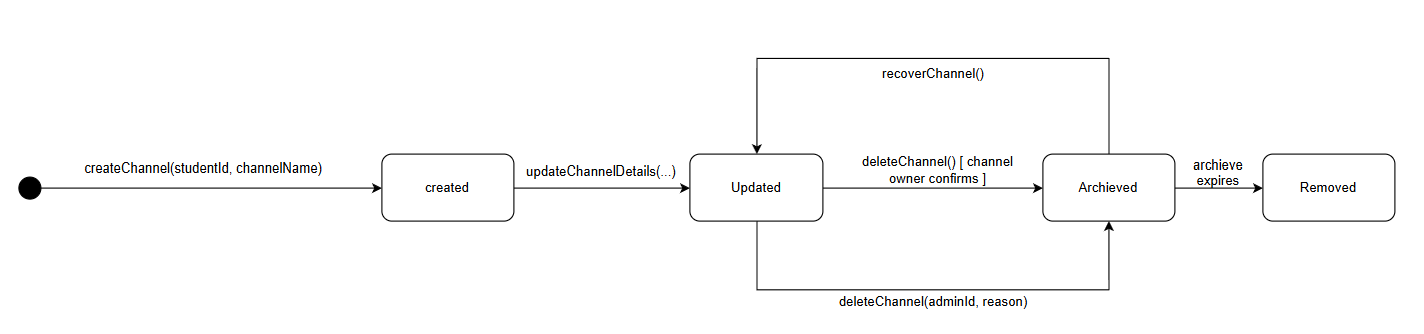 recoverChannel()
createChannel(studentId, channelName)
created
updateChannelDetails(...)
Updated
deleteChannel() [ channel
owner confirms ]
Archieved
archieve
expires
Removed
deleteChannel(adminId, reason)